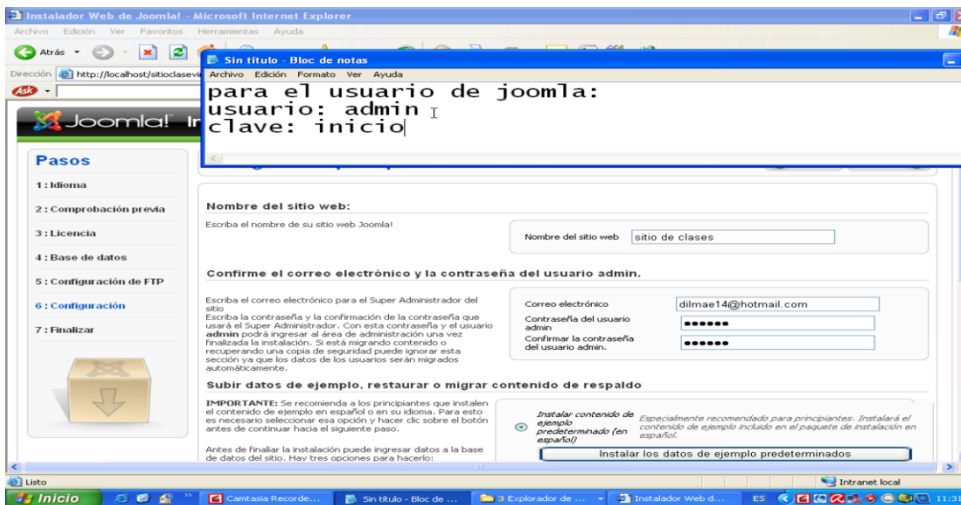 Instalador Web de Joomla! - Microsoft Internet Explorer
Archivo Edición Ver Favoritos Herramientas Ayuda
Atrás
Sin título - Bloc de notas
Archivo Edición Formato Ver Ayuda
Dirección http://localhost/sitioclasevi
Ask
para el usuario de joomla:
usuario: admin
clave: inicio
Joomla!
Pasos
1 : Idioma
2 : Comprobación previa
3 : Licencia
4 : Base de datos
5 : Configuración de FTP
6 : Configuración
7 : Finalizar
Nombre del sitio web:
Escriba el nombre de su sitio web Joomla!
Nombre del sitio web sitio de clases
Confirme el correo electrónico y la contraseña del usuario admin.
Escriba el correo electrónico para el Super Administrador del
sitio
Escriba la contraseña y la confirmación de la contraseña que
usará el Super Administrador. Con esta contraseña y el usuario
admin podrá ingresar al área de administración una vez
finalizada la instalación. Si está migrando contenido o
recuperando una copia de seguridad puede ignorar esta
sección ya que los datos de los usuarios serán migrados
automáticamente.
Correo electrónico dilmae14@hotmail.com
Contraseña del usuario
admin ••••••
Confirmar la contraseña
del usuario admin. ••••••
Subir datos de ejemplo, restaurar o migrar contenido de respaldo
IMPORTANTE: Se recomienda a los principiantes que instalen
el contenido de ejemplo en español o en su idioma. Para esto
es necesario seleccionar esa opción y hacer clic sobre el botón
antes de continuar hacia el siguiente paso.
Antes de finaliar la instalación puede ingresar datos a la base
de datos del sitio. Hay tres opciones para hacerlo:
Instalar contenido de
ejemplo
predeterminado (en
español)
Especialmente recomendado para principiantes. Instalará el
contenido de ejemplo incluido en el paquete de instalación en
español.
Instalar los datos de ejemplo predeterminados
Listo
Intranet local
Inicio
Camtasia Recorde...
Sin título - Bloc de ...
3 Explorador de ...
Instalador Web d...
ES
11:31